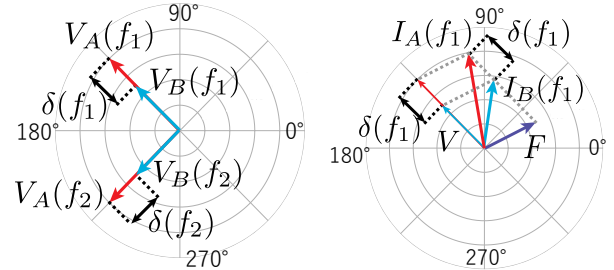 90°
V_A(f_1)
V_B(f_1)
δ(f_1)
180°
0°
V_A(f_2)
V_B(f_2)
δ(f_2)
270°
90°
I_A(f_1)
δ(f_1)
I_B(f_1)
δ(f_1)
V
F
180°
0°
270°